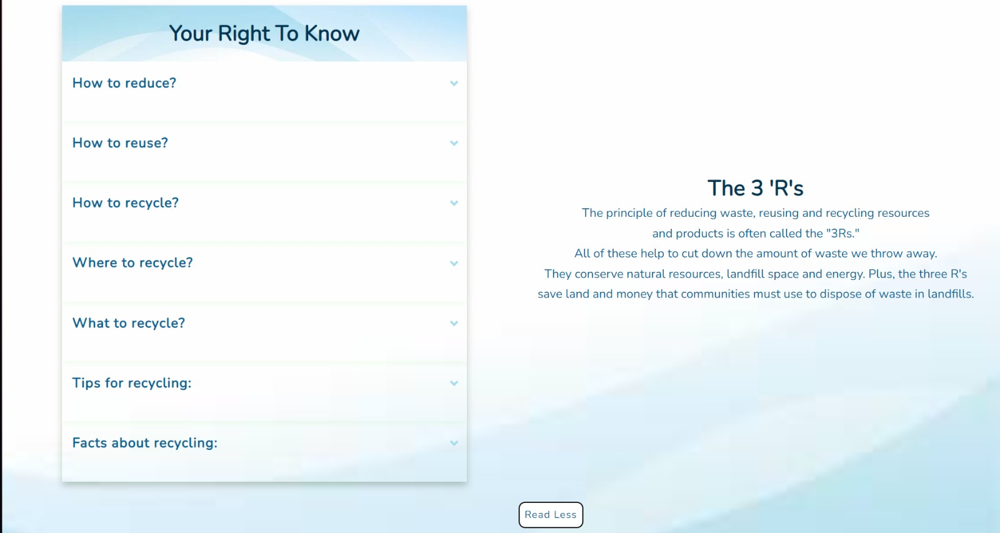 Your Right To Know
How to reduce?
How to reuse?
How to recycle?
Where to recycle?
What to recycle?
Tips for recycling:
Facts about recycling:
The 3 'R's
The principle of reducing waste, reusing and recycling resources
and products is often called the "3Rs."
All of these help to cut down the amount of waste we throw away.
They conserve natural resources, landfill space and energy. Plus, the three R's
save land and money that communities must use to dispose of waste in landfills.
Read Less